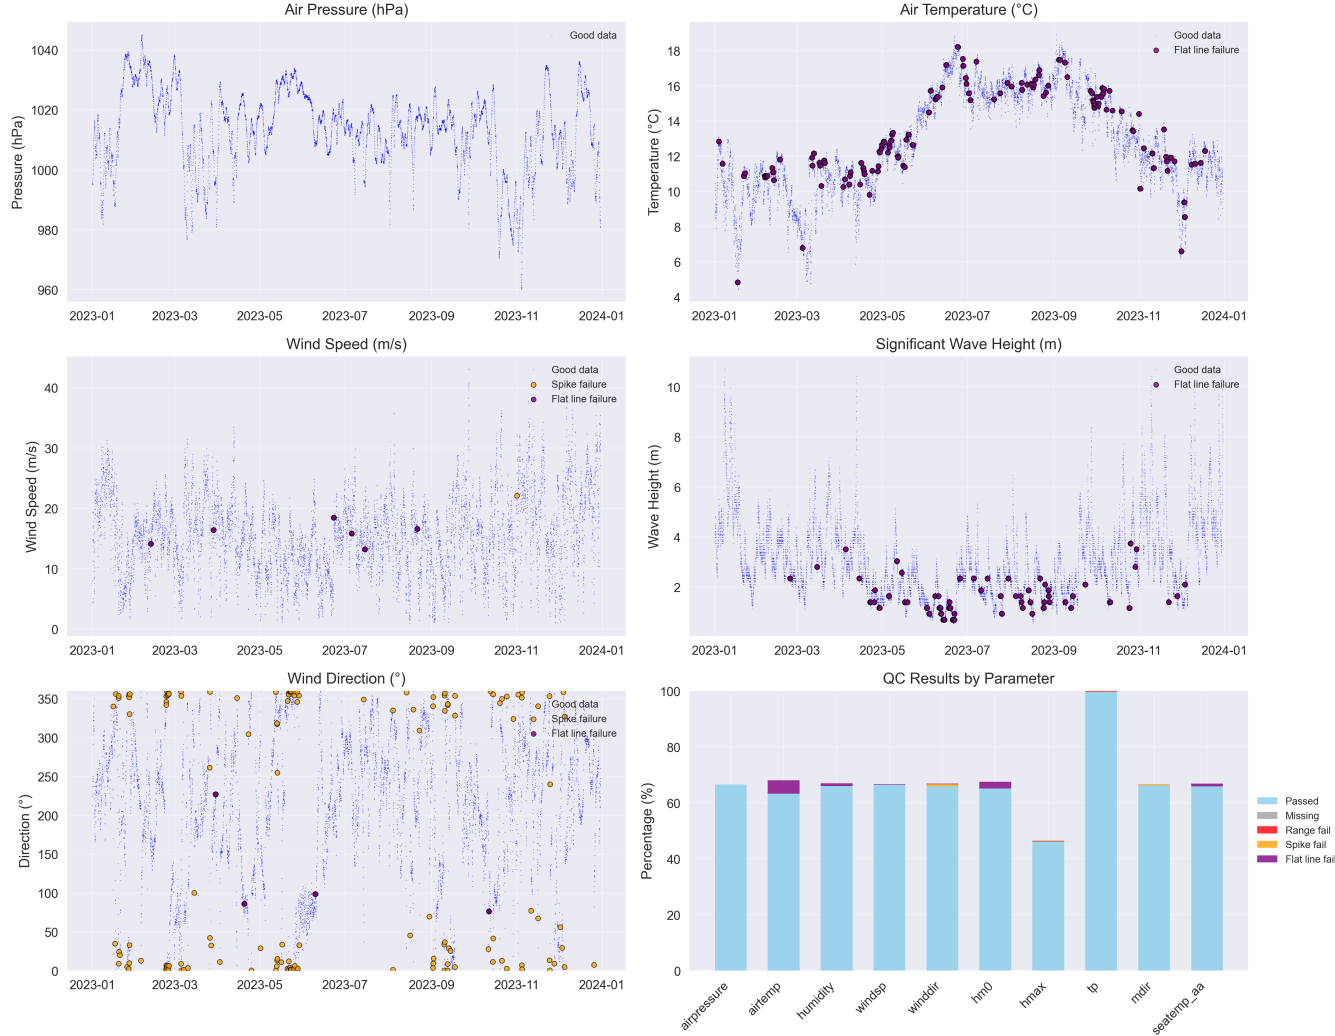 Air Pressure (hPa)
Pressure (hPa)
1040
1020
1000
980
960
Good data
2023-01 2023-03 2023-05 2023-07 2023-09 2023-11 2024-01
Air Temperature (°C)
Temperature (°C)
18
16
14
12
10
8
6
4
Good data
Flat line failure
2023-01 2023-03 2023-05 2023-07 2023-09 2023-11 2024-01
Wind Speed (m/s)
Wind Speed (m/s)
40
30
20
10
0
Good data
Spike failure
Flat line failure
2023-01 2023-03 2023-05 2023-07 2023-09 2023-11 2024-01
Significant Wave Height (m)
Wave Height (m)
10
8
6
4
2
Good data
Flat line failure
2023-01 2023-03 2023-05 2023-07 2023-09 2023-11 2024-01
Wind Direction (°)
Direction (°)
350
300
250
200
150
100
50
0
Good data
Spike failure
Flat line failure
2023-01 2023-03 2023-05 2023-07 2023-09 2023-11 2024-01
QC Results by Parameter
Percentage (%)
100
80
60
40
20
0
airpressure airtemp humidity windsp winddir hm0 hmax tp mdir seatemp_aa
Passed
Missing
Range fail
Spike fail
Flat line fail